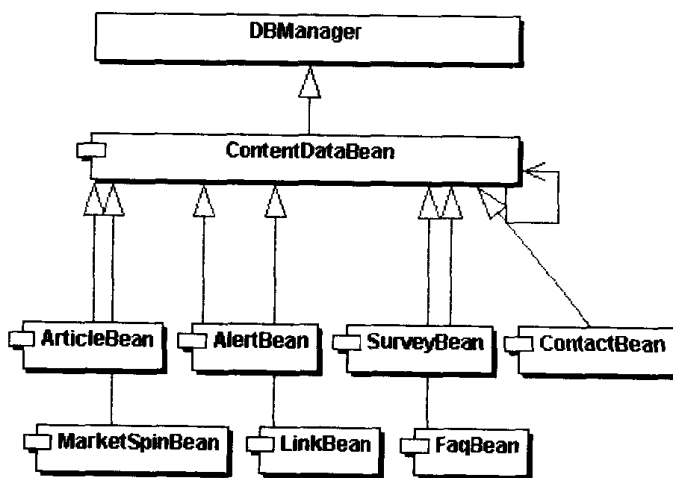 DBManager
ContentDataBean
ArticleBean
AlertBean
SurveyBean
ContactBean
MarketSpinBean
LinkBean
FaqBean